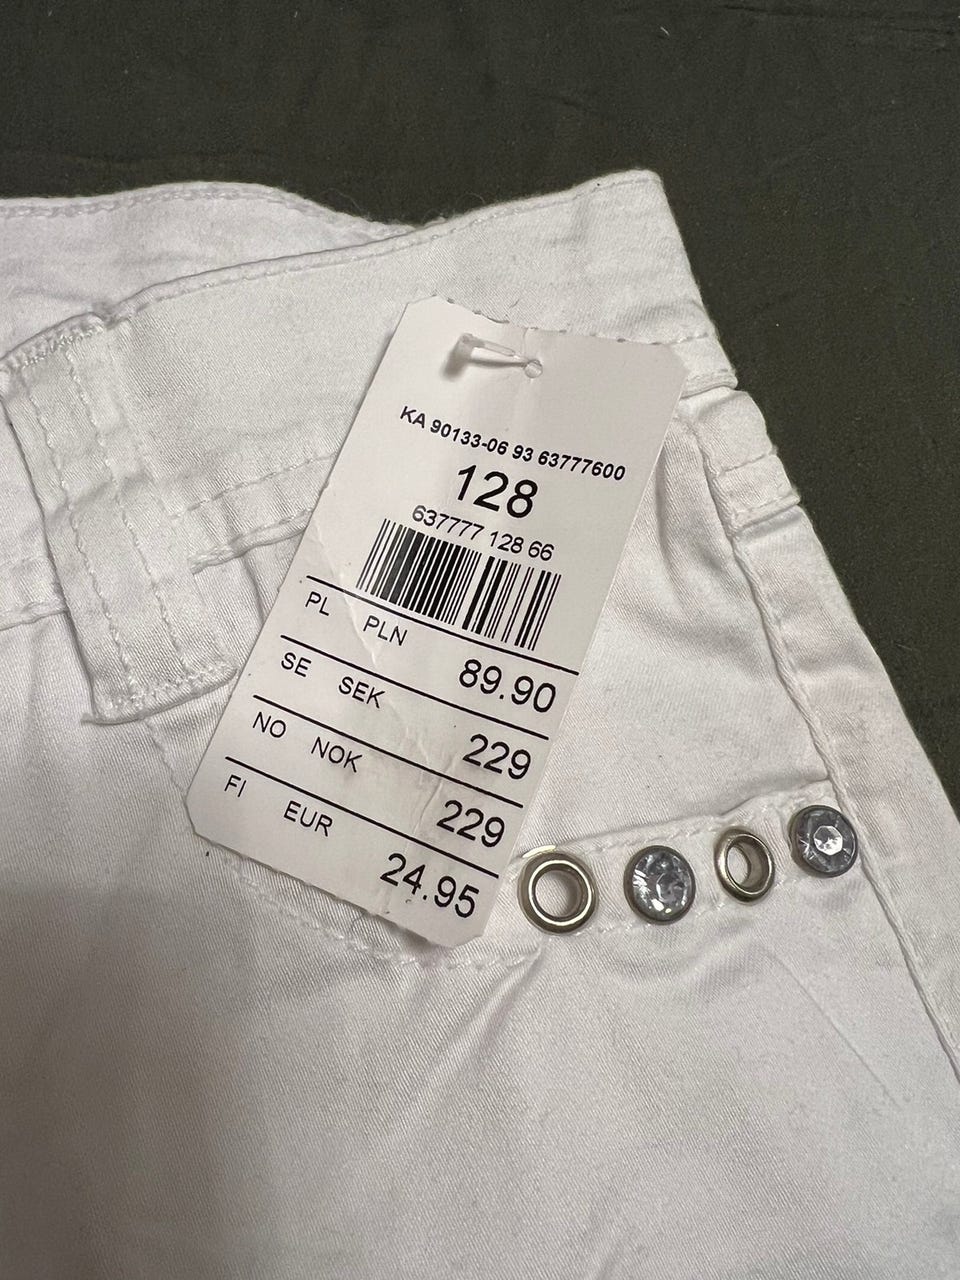 KA 90133-06 93 63777600
128
637777 128 66
PL PLN 89.90
SE SEK 229
NO NOK 229
FI EUR 24.95